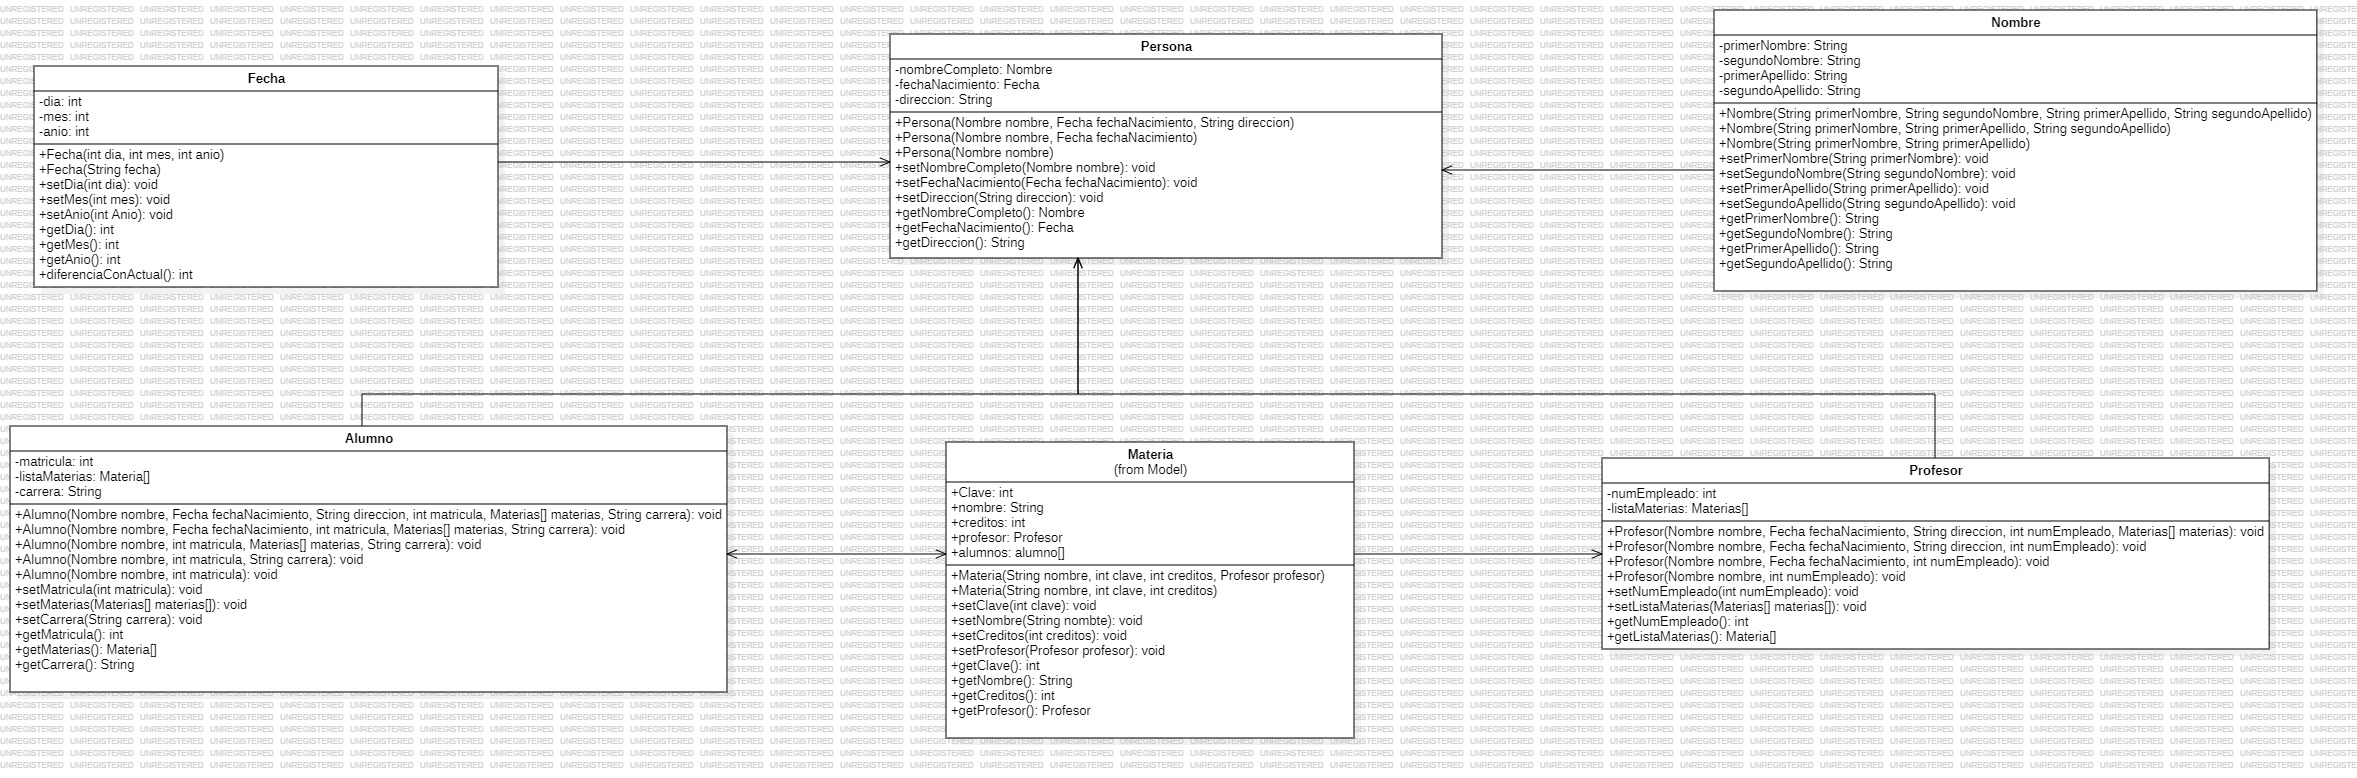 Fecha
-dia: int
-mes: int
-anio: int
+Fecha(int dia, int mes, int anio)
+Fecha(String fecha)
+setDia(int dia): void
+setMes(int mes): void
+setAnio(int Anio): void
+getDia(): int
+getMes(): int
+getAnio(): int
+diferenciaConActual(): int
Persona
-nombreCompleto: Nombre
-fechaNacimiento: Fecha
-direccion: String
+Persona(Nombre nombre, Fecha fechaNacimiento, String direccion)
+Persona(Nombre nombre, Fecha fechaNacimiento)
+Persona(Nombre nombre)
+setNombreCompleto(Nombre nombre): void
+setFechaNacimiento(Fecha fechaNacimiento): void
+setDireccion(String direccion): void
+getNombreCompleto(): Nombre
+getFechaNacimiento(): Fecha
+getDireccion(): String
Nombre
-primerNombre: String
-segundoNombre: String
-primerApellido: String
-segundoApellido: String
+Nombre(String primerNombre, String segundoNombre, String primerApellido, String segundoApellido)
+Nombre(String primerNombre, String primerApellido, String segundoApellido)
+Nombre(String primerNombre, String primerApellido)
+setPrimerNombre(String primerNombre): void
+setSegundoNombre(String segundoNombre): void
+setPrimerApellido(String primerApellido): void
+setSegundoApellido(String segundoApellido): void
+getPrimerNombre(): String
+getSegundoNombre(): String
+getPrimerApellido(): String
+getSegundoApellido(): String
Alumno
-matricula: int
-listaMaterias: Materia[]
-carrera: String
+Alumno(Nombre nombre, Fecha fechaNacimiento, String direccion, int matricula, Materias[] materias, String carrera): void
+Alumno(Nombre nombre, Fecha fechaNacimiento, int matricula, Materias[] materias, String carrera): void
+Alumno(Nombre nombre, int matricula, Materias[] materias, String carrera): void
+Alumno(Nombre nombre, int matricula, String carrera): void
+Alumno(Nombre nombre, int matricula): void
+setMatricula(int matricula): void
+setMaterias(Materias[] materias[]): void
+setCarrera(String carrera): void
+getMatricula(): int
+getMaterias(): Materia[]
+getCarrera(): String
Materia
(from Model)
+Clave: int
+nombre: String
+creditos: int
+profesor: Profesor
+alumnos: alumno[]
+Materia(String nombre, int clave, int creditos, Profesor profesor)
+Materia(String nombre, int clave, int creditos)
+setClave(int clave): void
+setNombre(String nombte): void
+setCreditos(int creditos): void
+setProfesor(Profesor profesor): void
+getClave(): int
+getNombre(): String
+getCreditos(): int
+getProfesor(): Profesor
Profesor
-numEmpleado: int
-listaMaterias: Materias[]
+Profesor(Nombre nombre, Fecha fechaNacimiento, String direccion, int numEmpleado, Materias[] materias): void
+Profesor(Nombre nombre, Fecha fechaNacimiento, String direccion, int numEmpleado): void
+Profesor(Nombre nombre, Fecha fechaNacimiento, int numEmpleado): void
+Profesor(Nombre nombre, int numEmpleado): void
+setNumEmpleado(int numEmpleado): void
+setListaMaterias(Materias[] materias[]): void
+getNumEmpleado(): int
+getListaMaterias(): Materia[]
UNREGISTERED